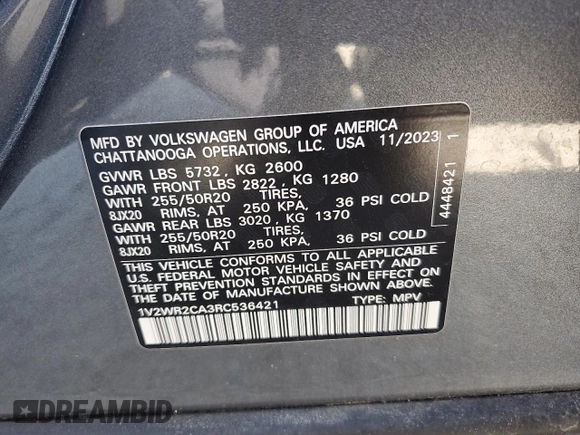 MFD BY VOLKSWAGEN GROUP OF AMERICA
CHATTANOOGA OPERATIONS, LLC. USA 11/2023
GVWR LBS 5732 , KG 2600
GAWR FRONT LBS 2822 , KG 1280
WITH 255/50R20 TIRES,
8JX20 RIMS, AT 250 KPA, 36 PSI COLD
GAWR REAR LBS 3020 , KG 1370
WITH 255/50R20 TIRES,
8JX20 RIMS, AT 250 KPA, 36 PSI COLD
THIS VEHICLE CONFORMS TO ALL APPLICABLE
U.S. FEDERAL MOTOR VEHICLE SAFETY AND
THEFT PREVENTION STANDARDS IN EFFECT ON
THE DATE OF MANUFACTURE SHOWN ABOVE.
1V2WR2CA3RC536421 TYPE: MPV
4448421 1
DREAMBID